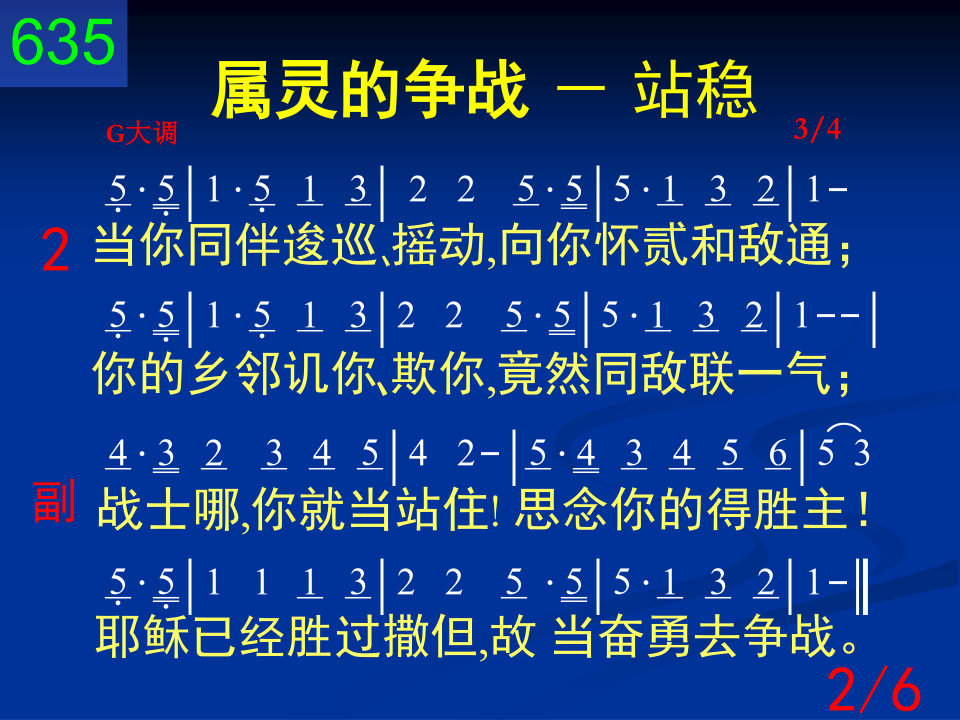 635
属灵的争战 － 站稳
G大调 3/4
5·5|1·5 1 3|2 2 5·5|5·1 3 2|1-
2 当你同伴逡巡、摇动,向你怀贰和敌通；
5·5|1·5 1 3|2 2 5·5|5·1 3 2|1--|
你的乡邻讥你、欺你,竟然同敌联一气；
4·3 2 3 4 5|4 2-|5·4 3 4 5 6|5 3
副 战士哪,你就当站住! 思念你的得胜主！
5·5|1 1 1 3|2 2 5·5|5·1 3 2|1-‖
耶稣已经胜过撒但,故 当奋勇去争战。
2/6